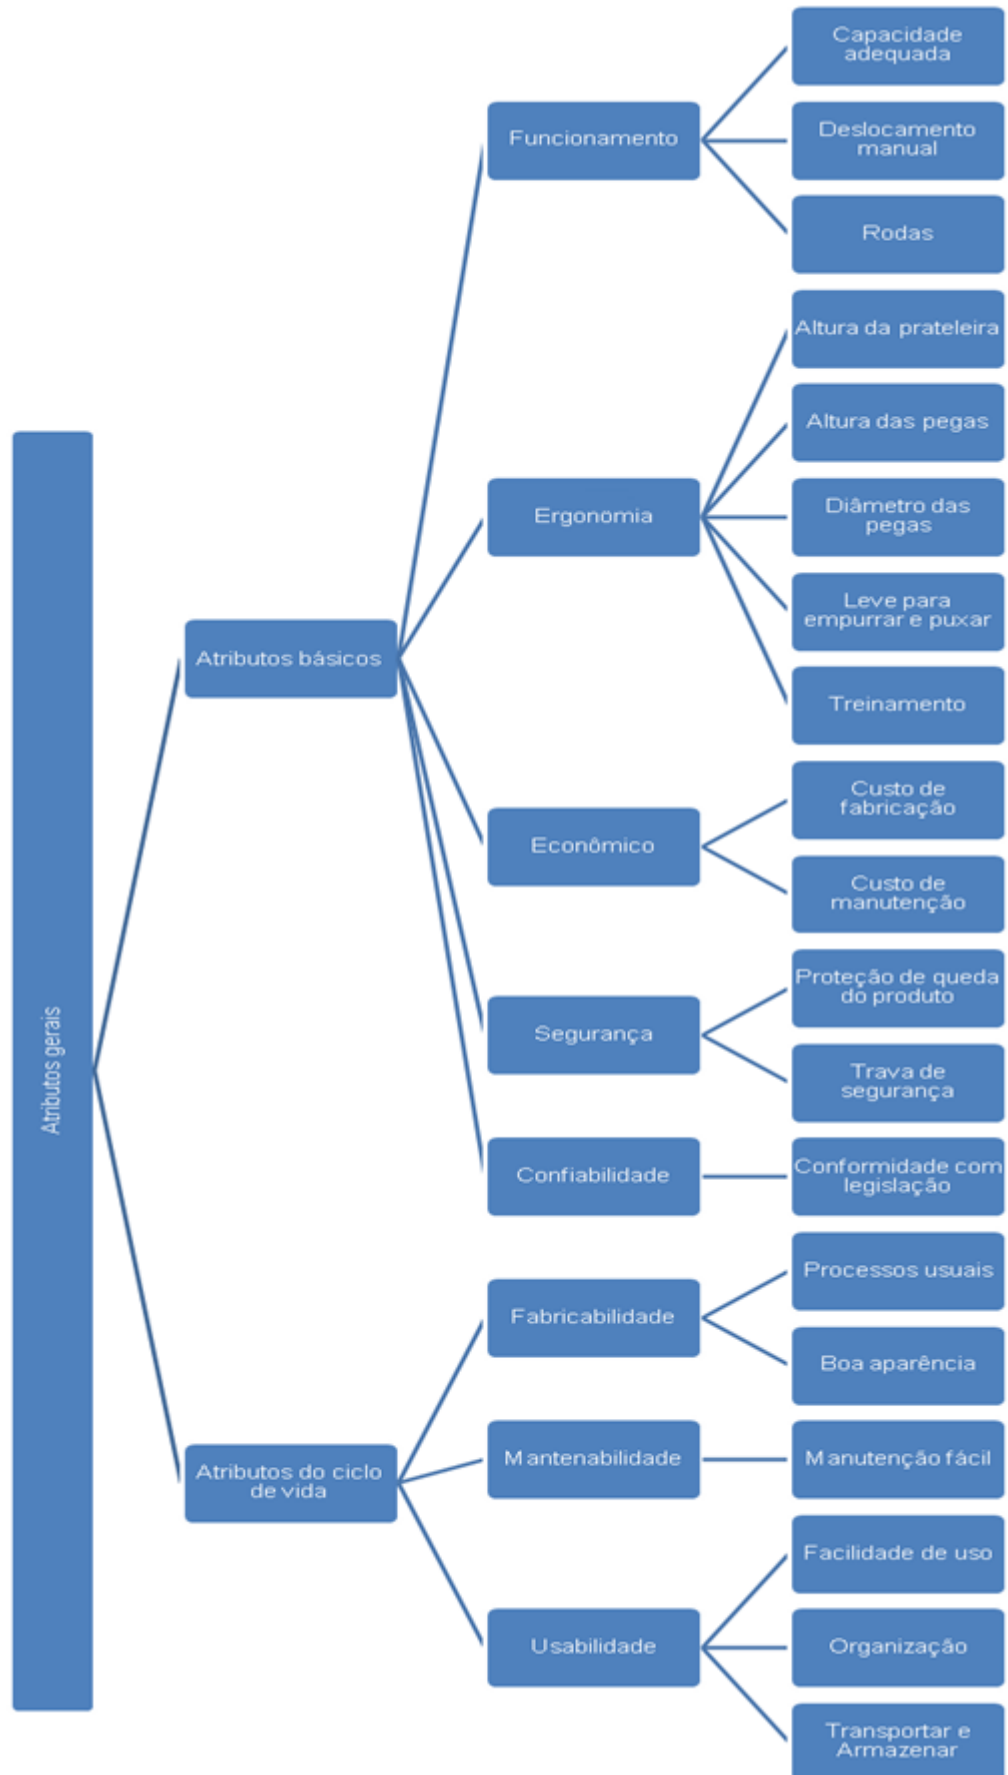 Atributos gerais
Atributos básicos
Funcionamento
Capacidade
adequada
Deslocamento
manual
Rodas
Ergonomia
Altura da prateleira
Altura das pegas
Diâmetro das
pegas
Leve para
empurrar e puxar
Treinamento
Econômico
Custo de
fabricação
Custo de
manutenção
Segurança
Proteção de queda
do produto
Trava de
segurança
Confiabilidade
Conformidade com
legislação
Atributos do ciclo
de vida
Fabricabilidade
Processos usuais
Boa aparência
Mantenabilidade
Manutenção fácil
Usabilidade
Facilidade de uso
Organização
Transportar e
Armazenar